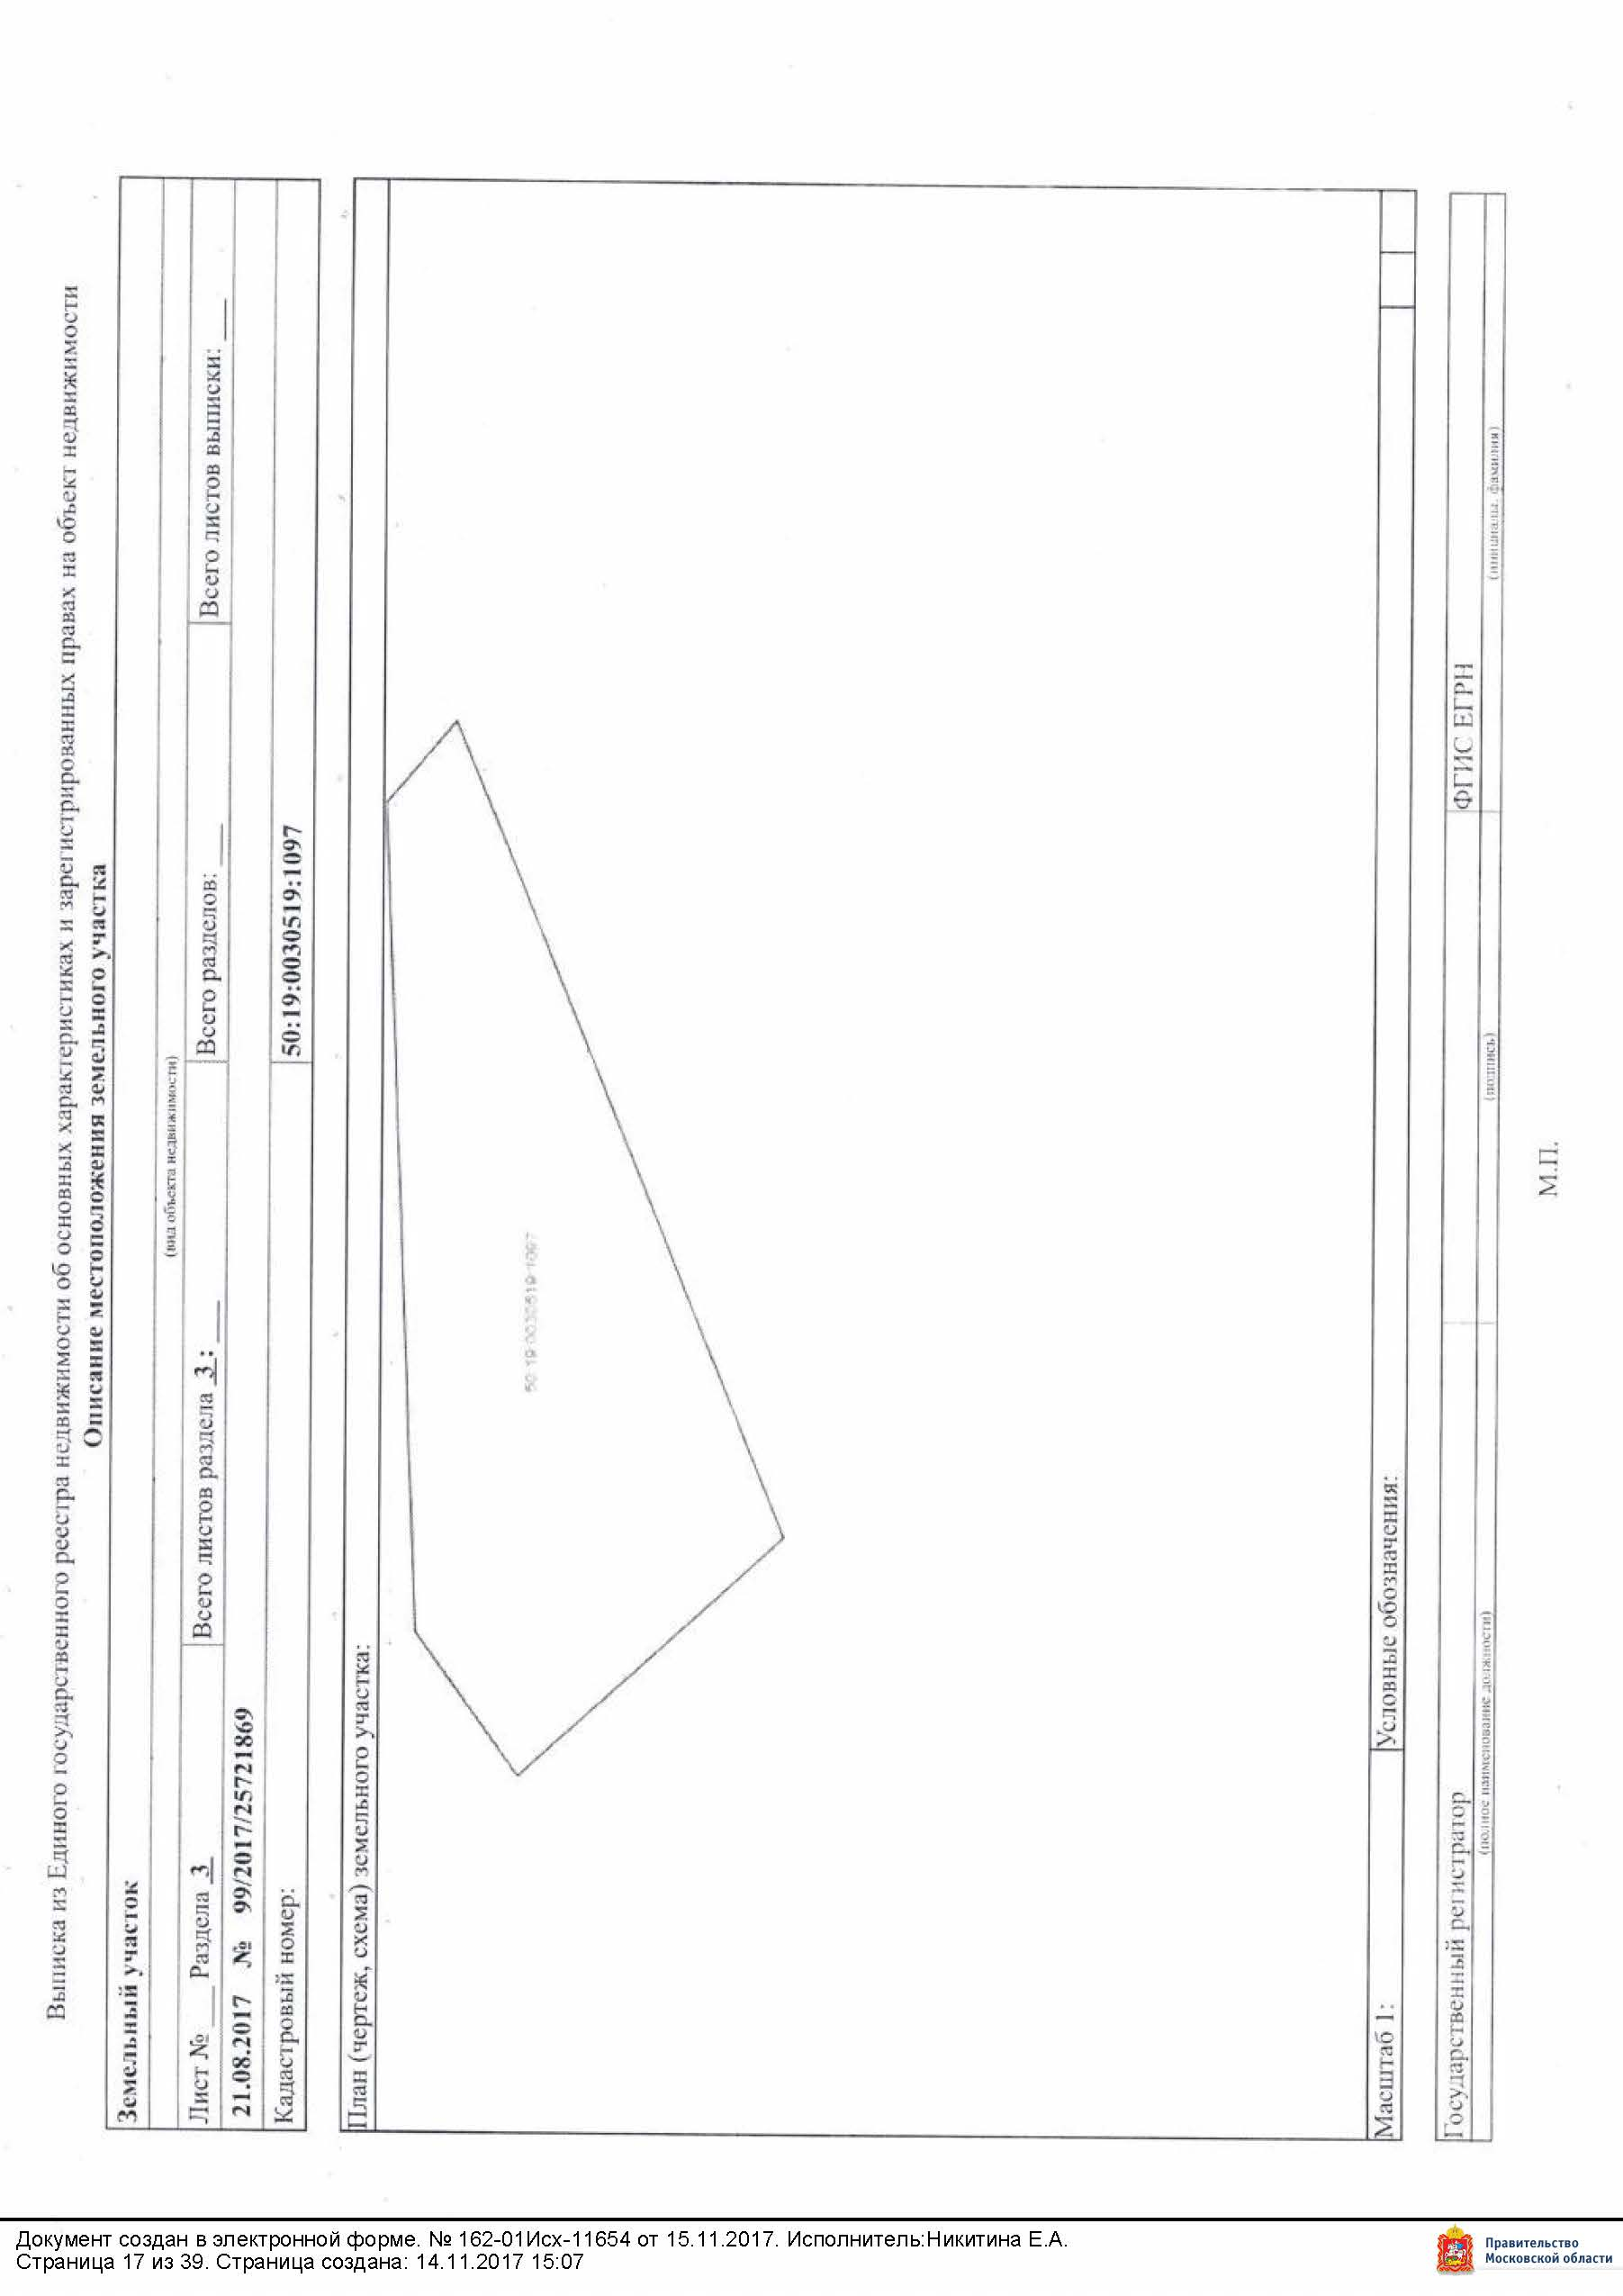 Выписка из Единого государственного реестра недвижимости об основных характеристиках и зарегистрированных правах на объект недвижимости
Описание местоположения земельного участка
Земельный участок
(вид объекта недвижимости)
Лист № ___ Раздела 3 Всего листов раздела 3 : ___ Всего разделов: ___ Всего листов выписки: ___
21.08.2017 № 99/2017/25721869
Кадастровый номер: 50:19:0030519:1097
План (чертеж, схема) земельного участка:
50:19:0030519:1097
Масштаб 1: Условные обозначения:
Государственный регистратор ФГИС ЕГРН
(полное наименование должности) (подпись) (инициалы, фамилия)
М.П.
Документ создан в электронной форме. № 162-01Исх-11654 от 15.11.2017. Исполнитель:Никитина Е.А.
Страница 17 из 39. Страница создана: 14.11.2017 15:07
Правительство
Московской области